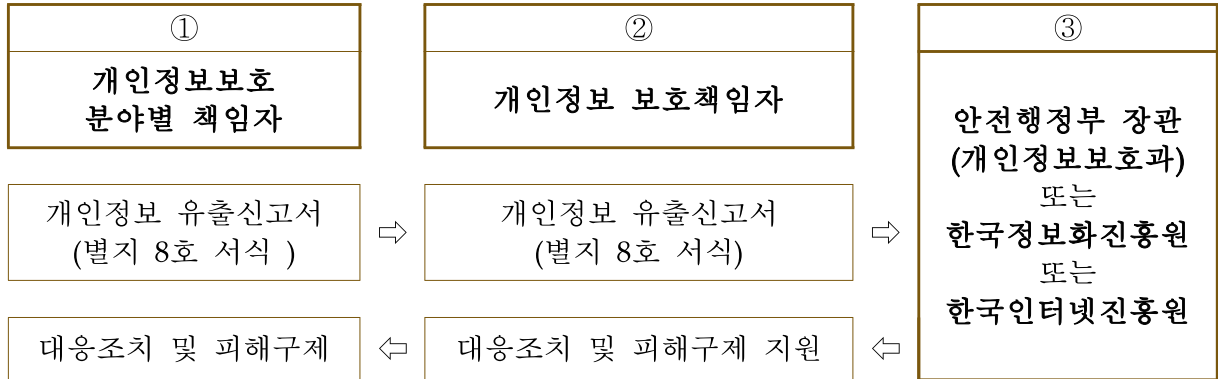 ①
개인정보보호
분야별 책임자
②
개인정보 보호책임자
③
안전행정부 장관
(개인정보보호과)
또는
한국정보화진흥원
또는
한국인터넷진흥원
개인정보 유출신고서
(별지 8호 서식 )
⇨
개인정보 유출신고서
(별지 8호 서식)
⇨
대응조치 및 피해구제
⇦
대응조치 및 피해구제 지원
⇦